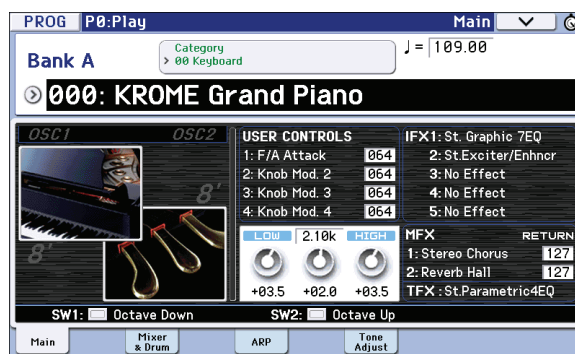 PROG P0:Play Main
Bank A
Category
00 Keyboard
♩= 109.00
000: KROME Grand Piano
OSC1 OSC2
8'
8'
USER CONTROLS
1: F/A Attack 064
2: Knob Mod. 2 064
3: Knob Mod. 3 064
4: Knob Mod. 4 064
LOW 2.10k HIGH
+03.5 +02.0 +03.5
IFX1: St. Graphic 7EQ
2: St.Exciter/Enhncr
3: No Effect
4: No Effect
5: No Effect
MFX RETURN
1: Stereo Chorus 127
2: Reverb Hall 127
TFX : St.Parametric4EQ
SW1: Octave Down SW2: Octave Up
Main
Mixer
& Drum
ARP
Tone
Adjust